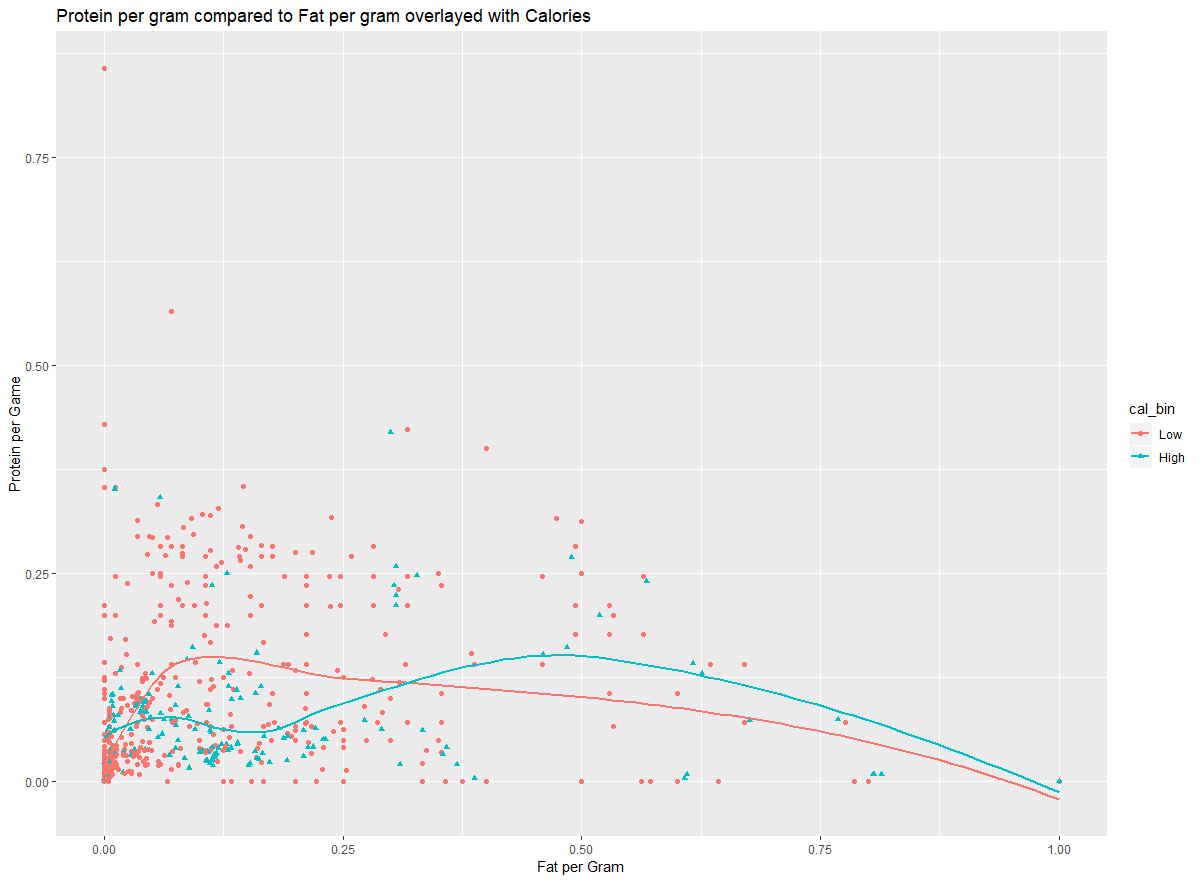 Protein per gram compared to Fat per gram overlayed with Calories
0.75
0.50
0.25
0.00
Protein per Game
0.00 0.25 0.50 0.75 1.00
Fat per Gram
cal_bin
Low
High